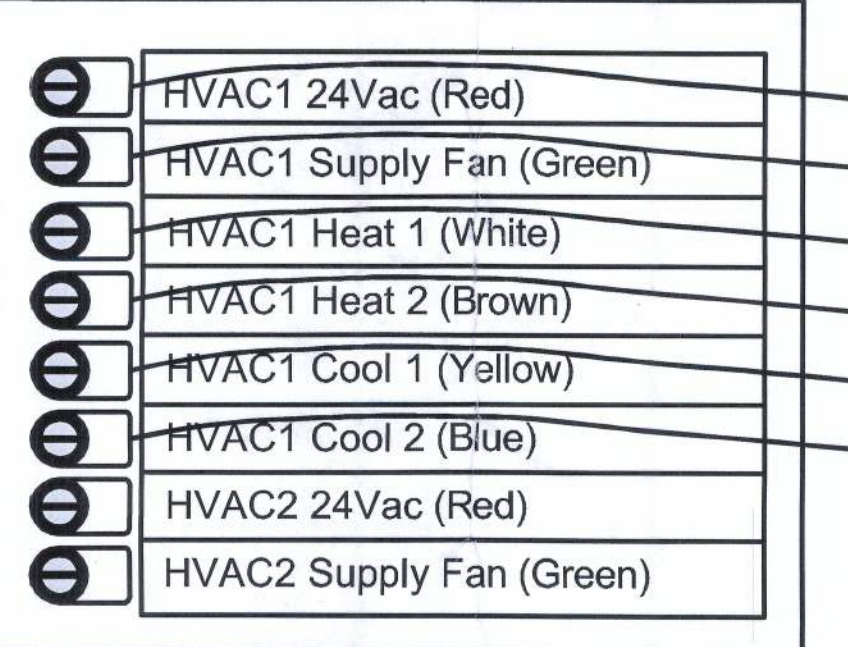 HVAC1 24Vac (Red)
HVAC1 Supply Fan (Green)
HVAC1 Heat 1 (White)
HVAC1 Heat 2 (Brown)
HVAC1 Cool 1 (Yellow)
HVAC1 Cool 2 (Blue)
HVAC2 24Vac (Red)
HVAC2 Supply Fan (Green)